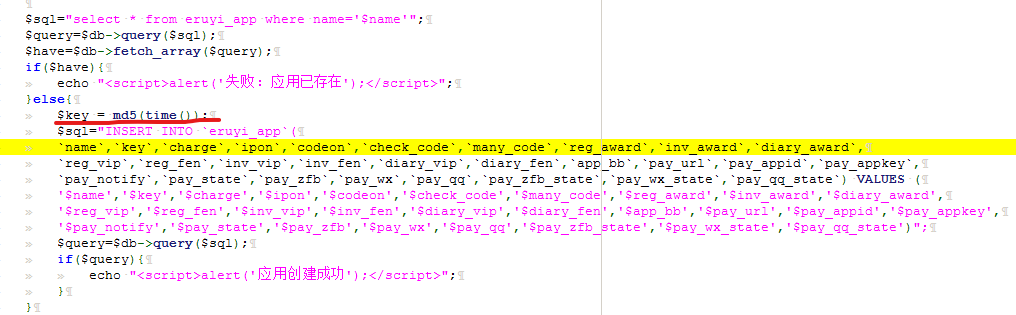 $sql="select * from eruyi_app where name='$name'";
$query=$db->query($sql);
$have=$db->fetch_array($query);
if($have){
echo "<script>alert('失败：应用已存在');</script>";
}else{
$key = md5(time());
$sql="INSERT INTO `eruyi_app`(
`name`,`key`,`charge`,`ipon`,`codeon`,`check_code`,`many_code`,`reg_award`,`inv_award`,`diary_award`,
`reg_vip`,`reg_fen`,`inv_vip`,`inv_fen`,`diary_vip`,`diary_fen`,`app_bb`,`pay_url`,`pay_appid`,`pay_appkey`,
`pay_notify`,`pay_state`,`pay_zfb`,`pay_wx`,`pay_qq`,`pay_zfb_state`,`pay_wx_state`,`pay_qq_state`) VALUES (
'$name','$key','$charge','$ipon','$codeon','$check_code','$many_code','$reg_award','$inv_award','$diary_award',
'$reg_vip','$reg_fen','$inv_vip','$inv_fen','$diary_vip','$diary_fen','$app_bb','$pay_url','$pay_appid','$pay_appkey',
'$pay_notify','$pay_state','$pay_zfb','$pay_wx','$pay_qq','$pay_zfb_state','$pay_wx_state','$pay_qq_state')";
$query=$db->query($sql);
if($query){
echo "<script>alert('应用创建成功');</script>";
}
}